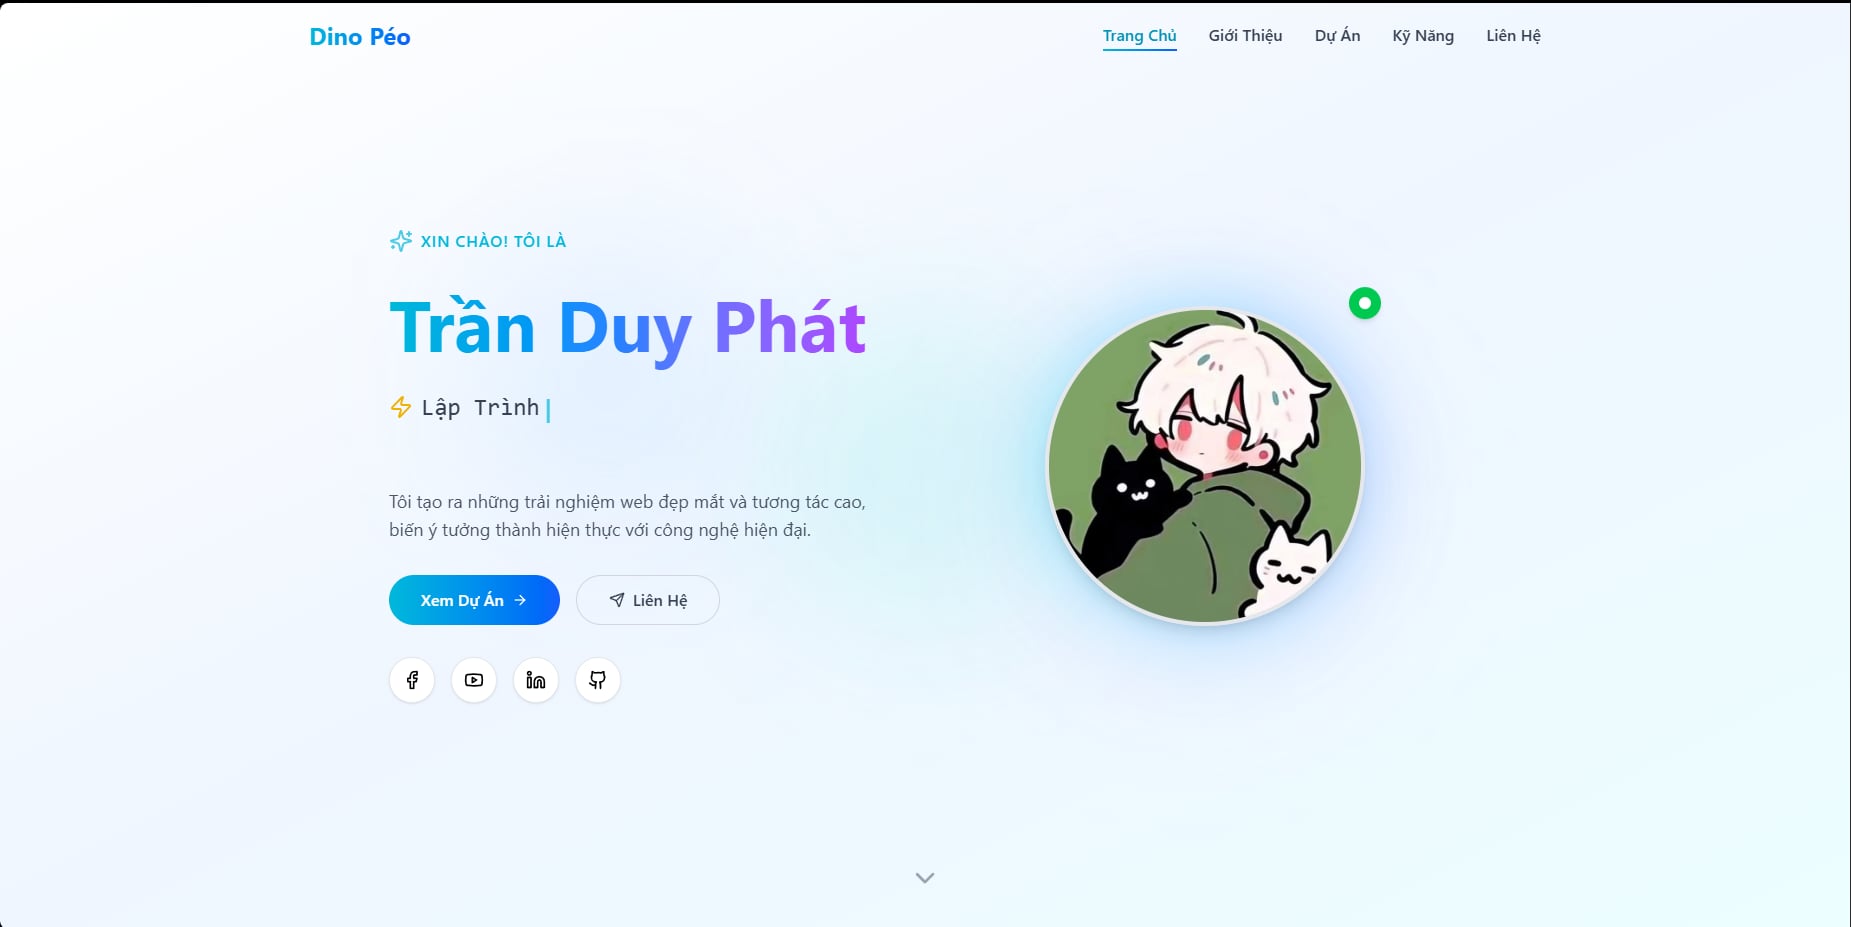 Dino Péo
Trang Chủ Giới Thiệu Dự Án Kỹ Năng Liên Hệ
XIN CHÀO! TÔI LÀ
Trần Duy Phát
Lập Trình
Tôi tạo ra những trải nghiệm web đẹp mắt và tương tác cao,
biến ý tưởng thành hiện thực với công nghệ hiện đại.
Xem Dự Án
Liên Hệ